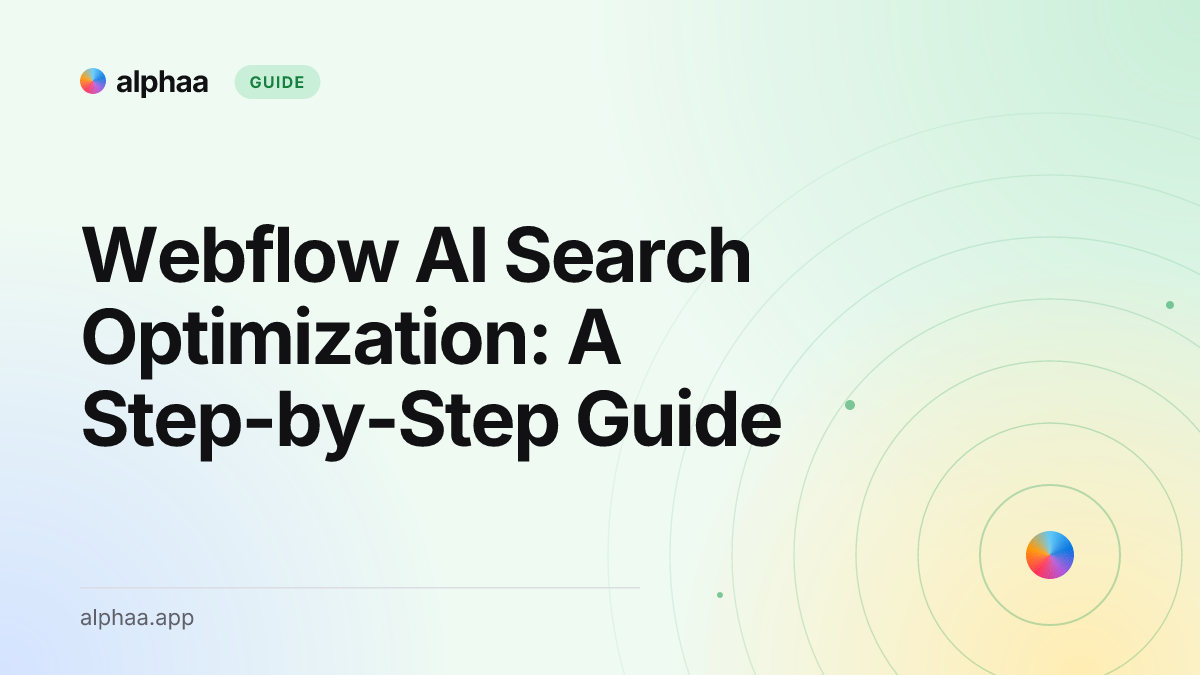 alphaa
GUIDE
Webflow AI Search
Optimization: A
Step-by-Step Guide
alphaa.app